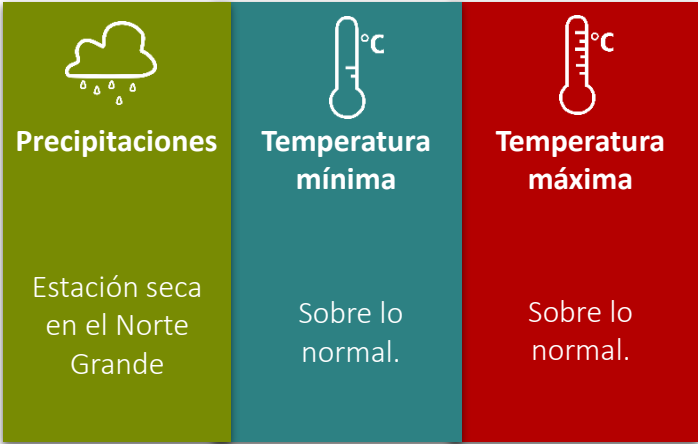 Precipitaciones
Estación seca
en el Norte
Grande
°C
Temperatura
mínima
Sobre lo
normal.
°C
Temperatura
máxima
Sobre lo
normal.